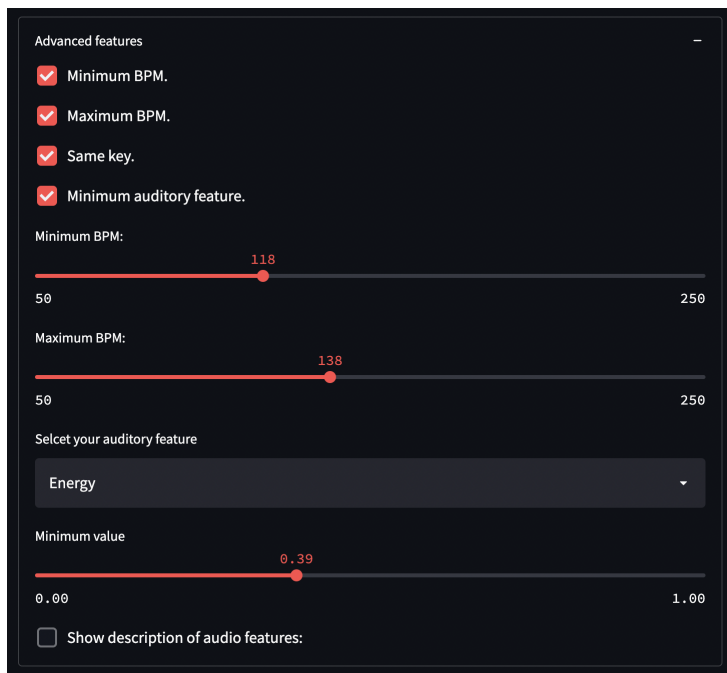 Advanced features
Minimum BPM.
Maximum BPM.
Same key.
Minimum auditory feature.
Minimum BPM:
118
50 250
Maximum BPM:
138
50 250
Selcet your auditory feature
Energy
Minimum value
0.39
0.00 1.00
Show description of audio features: